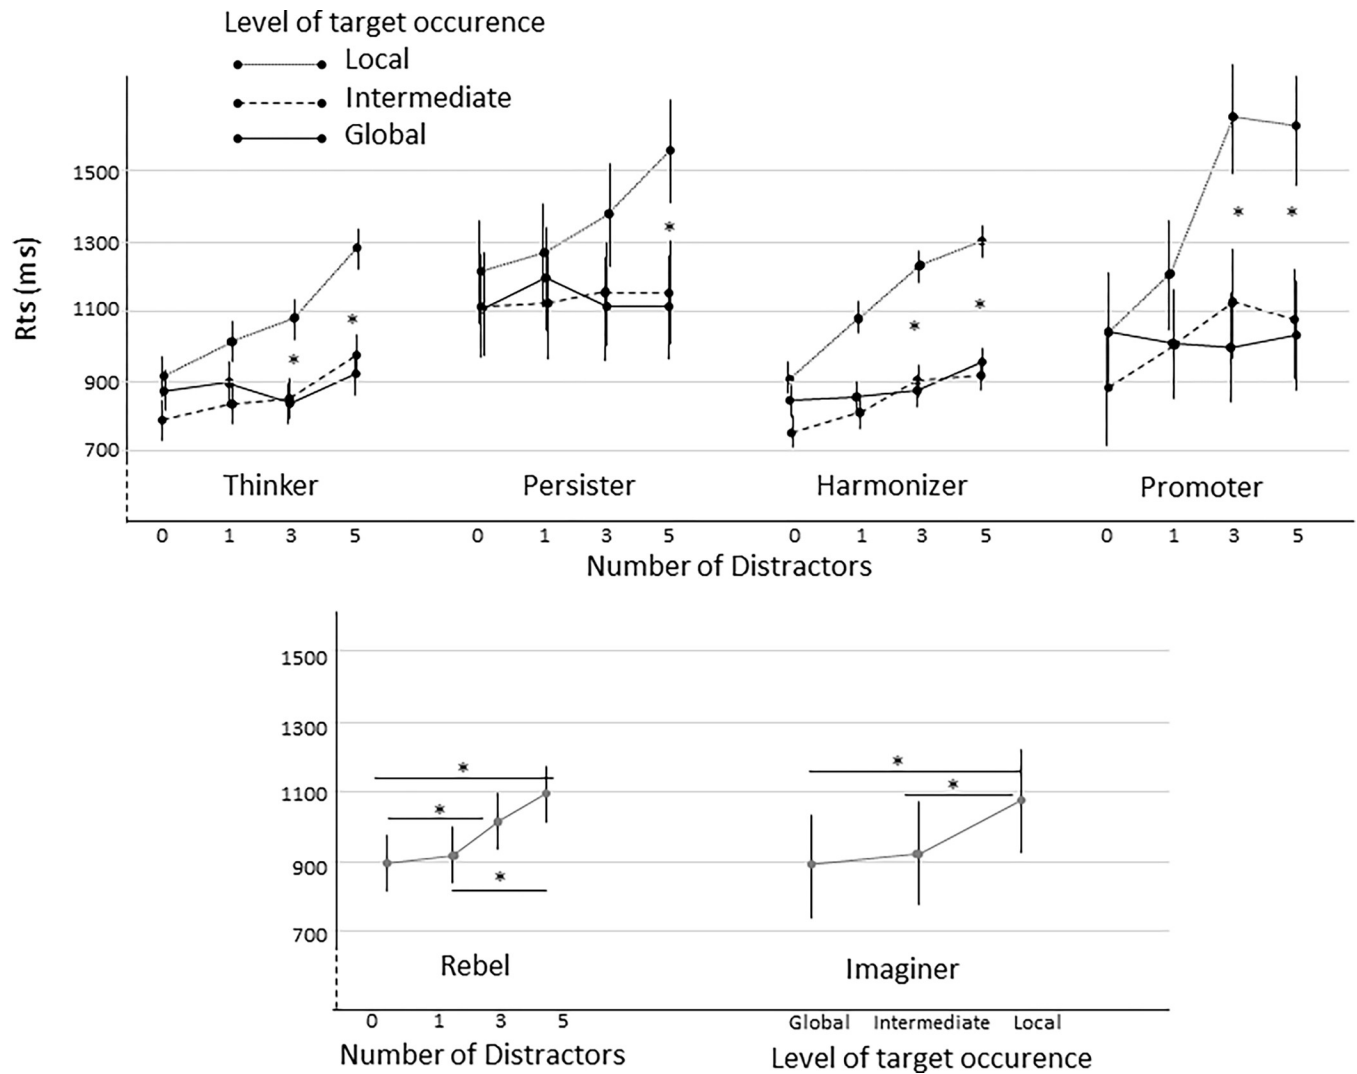 Level of target occurence
Local
Intermediate
Global
Rts (ms)
1500
1300
1100
900
700
Thinker Persister Harmonizer Promoter
0 1 3 5 0 1 3 5 0 1 3 5 0 1 3 5
Number of Distractors
1500
1300
1100
900
700
Rebel Imaginer
0 1 3 5 Global Intermediate Local
Number of Distractors Level of target occurence